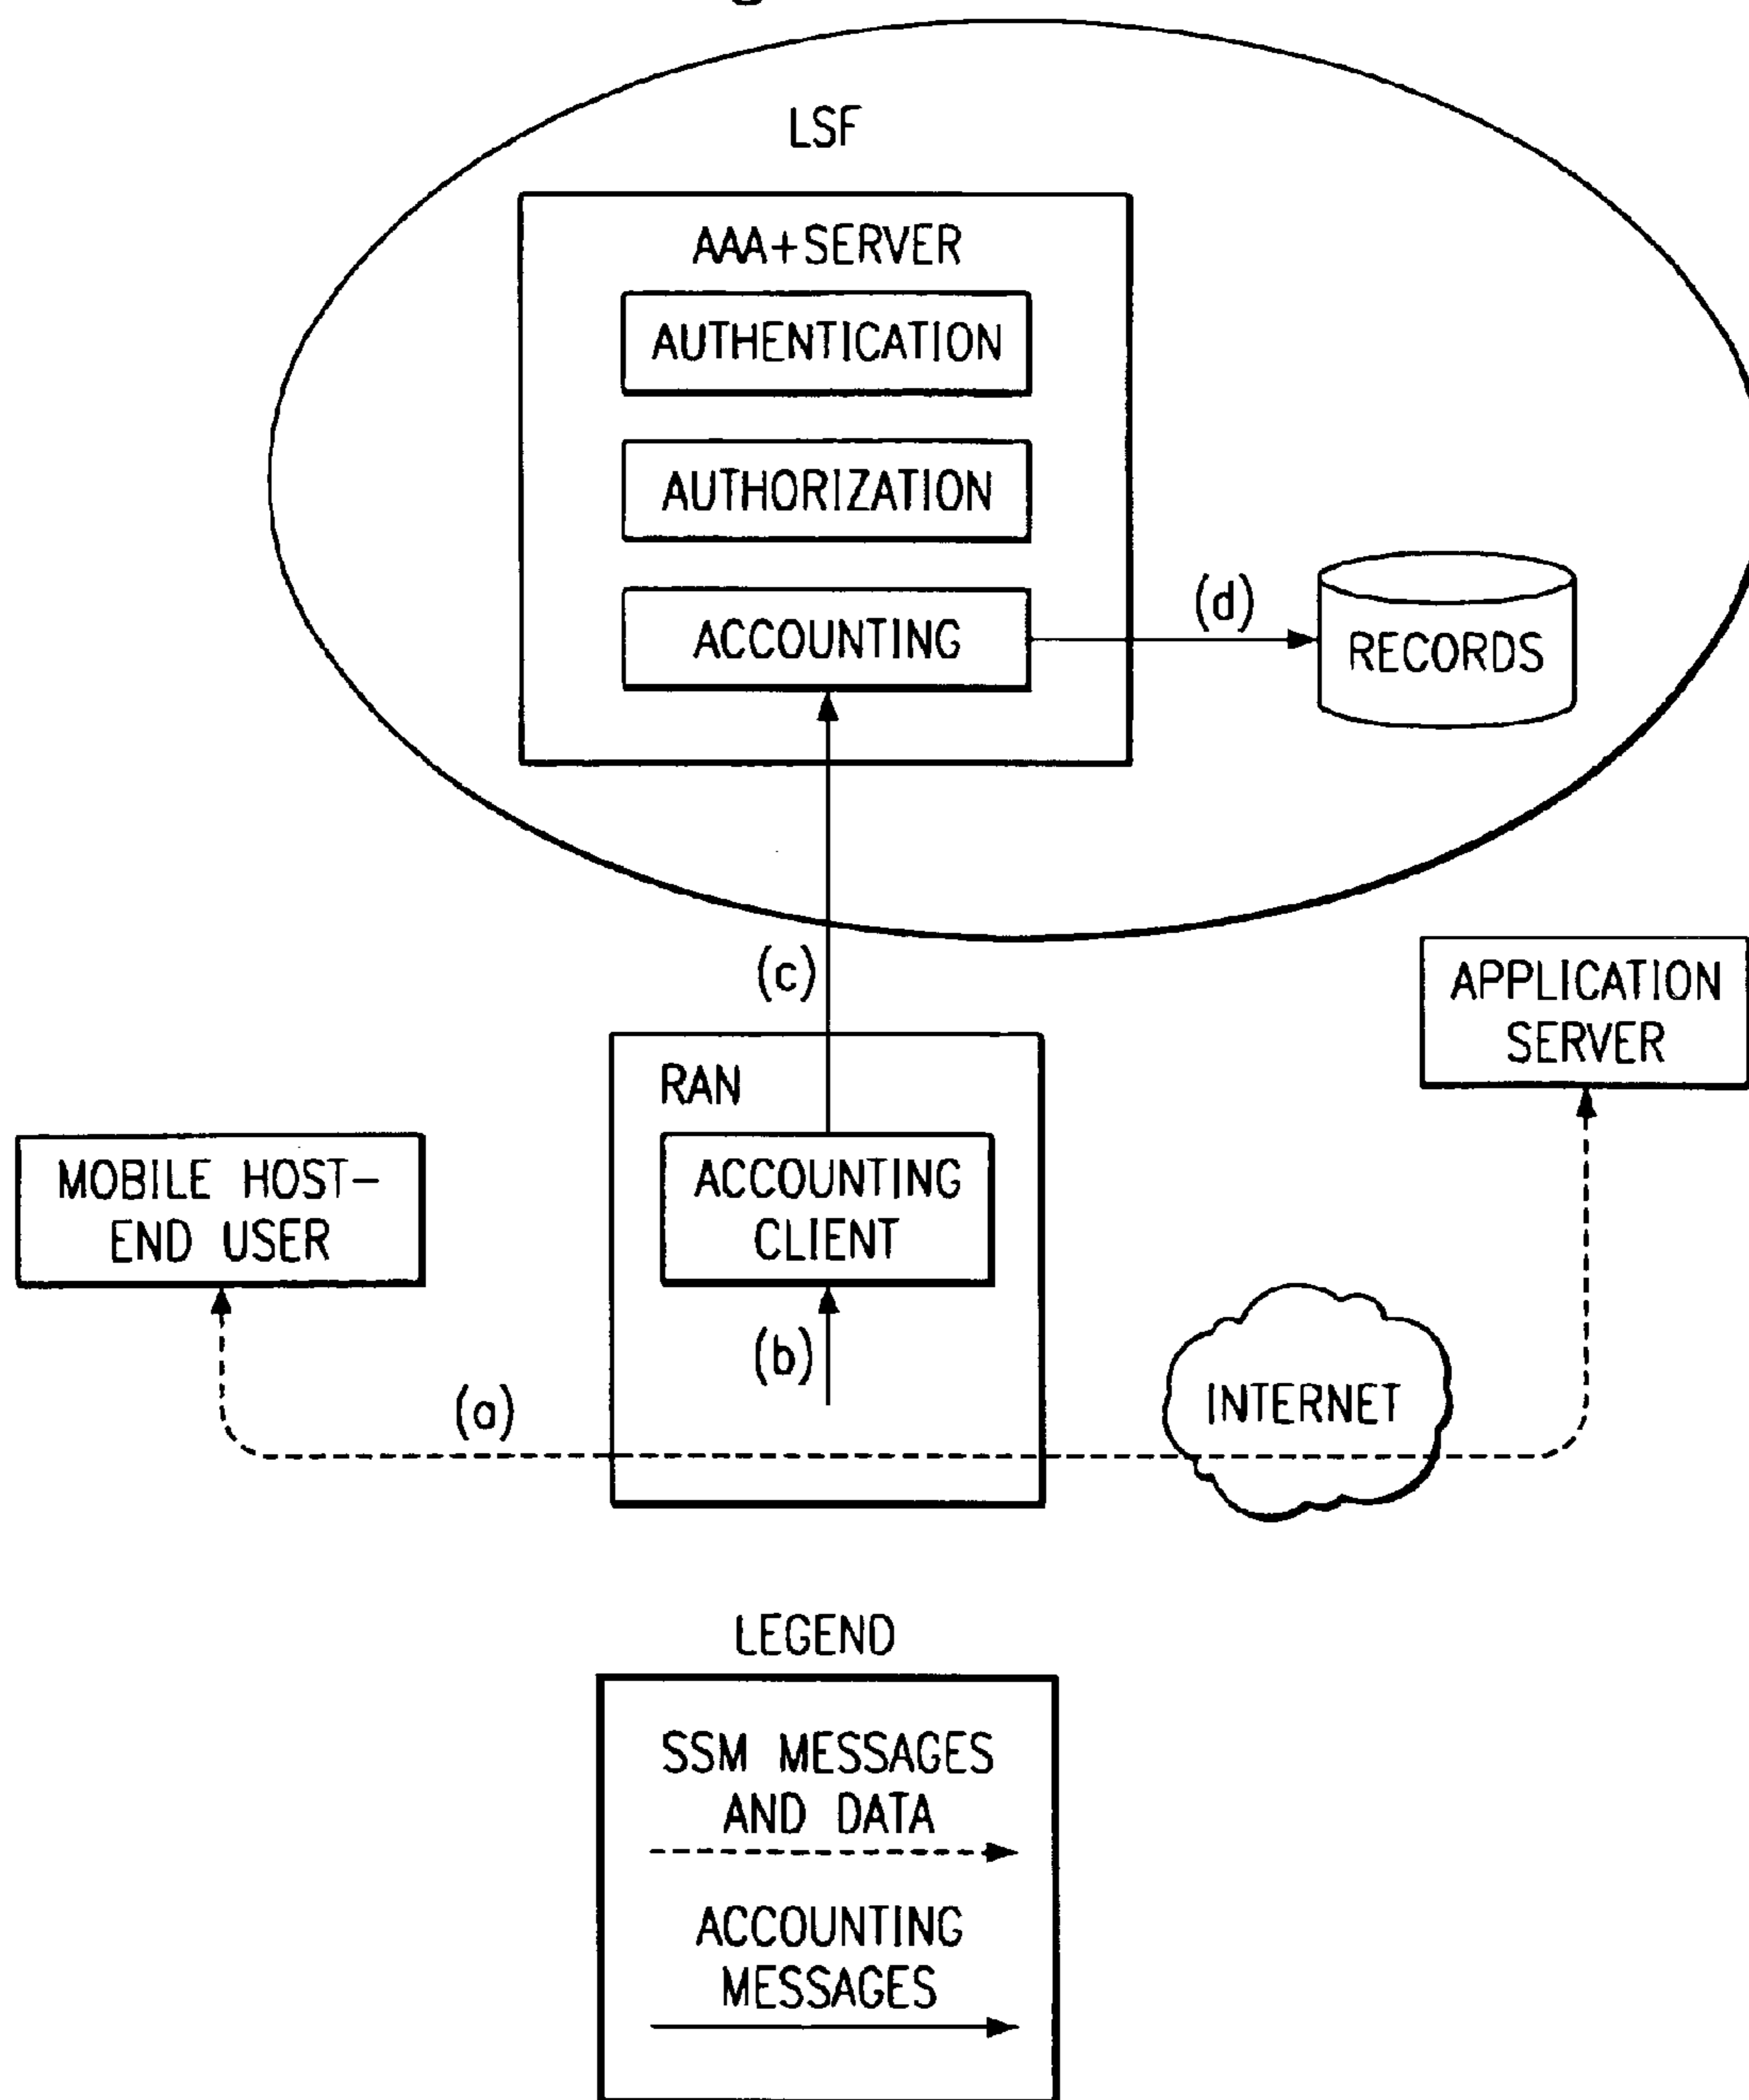 LSF
AAA+SERVER
AUTHENTICATION
AUTHORIZATION
ACCOUNTING
(d)
RECORDS
(c)
APPLICATION
SERVER
RAN
MOBILE HOST-
END USER
ACCOUNTING
CLIENT
(b)
(a)
INTERNET
LEGEND
SSM MESSAGES
AND DATA
ACCOUNTING
MESSAGES